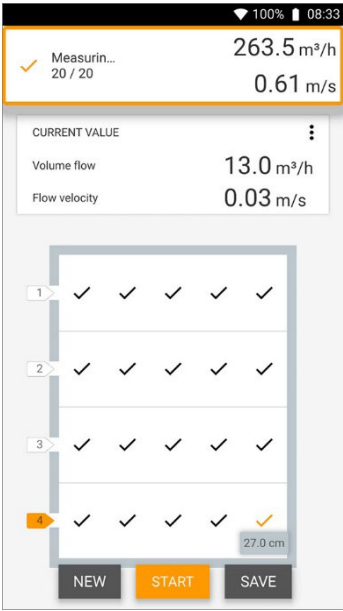 100% 08:33
Measurin... 263.5 m³/h
20 / 20 0.61 m/s
CURRENT VALUE
Volume flow 13.0 m³/h
Flow velocity 0.03 m/s
1
2
3
4
27.0 cm
NEW START SAVE